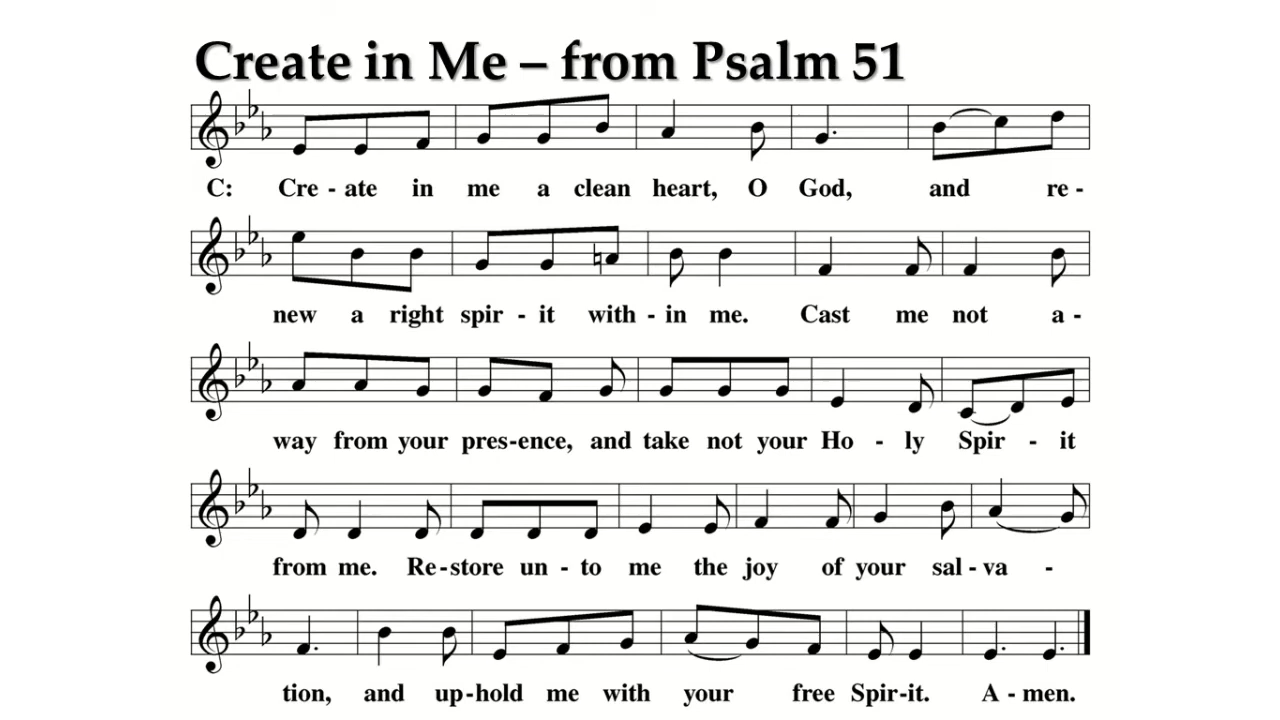 Create in Me – from Psalm 51
C: Cre - ate in me a clean heart, O God, and re -
new a right spir - it with - in me. Cast me not a -
way from your pres-ence, and take not your Ho - ly Spir - it
from me. Re-store un - to me the joy of your sal - va -
tion, and up-hold me with your free Spir-it. A - men.